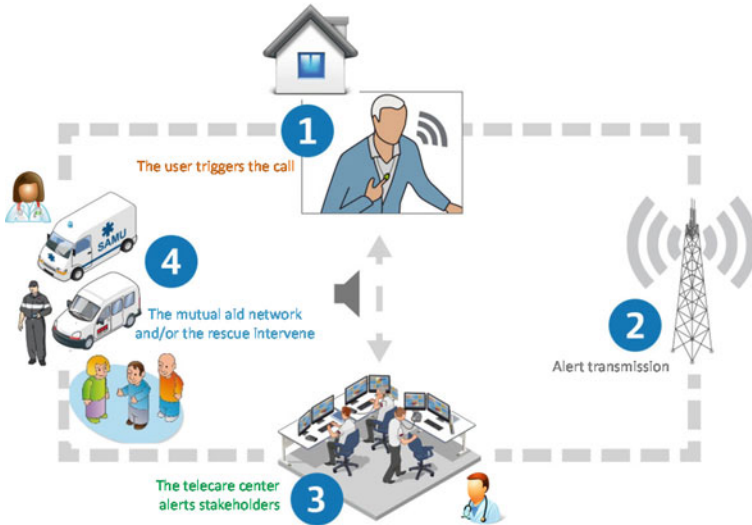 1
The user triggers the call
SAMU
4
The mutual aid network
and/or the rescue intervene
2
Alert transmission
The telecare center
alerts stakeholders
3